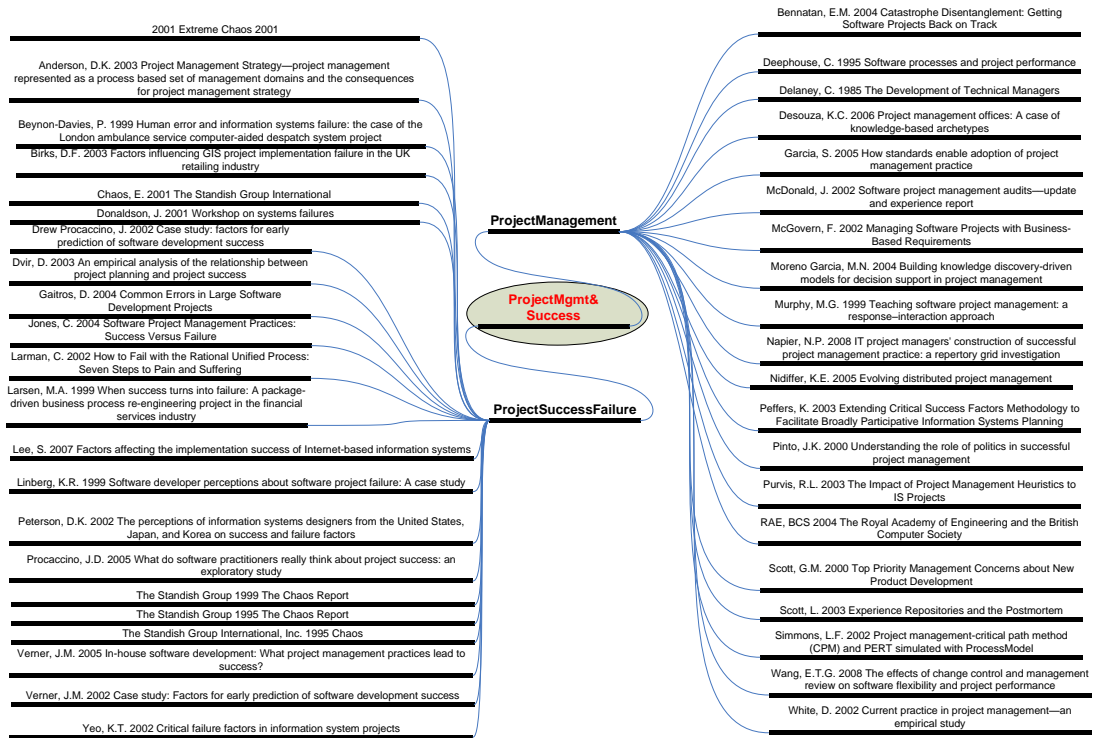 2001 Extreme Chaos 2001
Anderson, D.K. 2003 Project Management Strategy—project management
represented as a process based set of management domains and the consequences
for project management strategy
Beynon-Davies, P. 1999 Human error and information systems failure: the case of the
London ambulance service computer-aided despatch system project
Birks, D.F. 2003 Factors influencing GIS project implementation failure in the UK
retailing industry
Chaos, E. 2001 The Standish Group International
Donaldson, J. 2001 Workshop on systems failures
Drew Procaccino, J. 2002 Case study: factors for early
prediction of software development success
Dvir, D. 2003 An empirical analysis of the relationship between
project planning and project success
Gaitros, D. 2004 Common Errors in Large Software
Development Projects
Jones, C. 2004 Software Project Management Practices:
Success Versus Failure
Larman, C. 2002 How to Fail with the Rational Unified Process:
Seven Steps to Pain and Suffering
Larsen, M.A. 1999 When success turns into failure: A package-
driven business process re-engineering project in the financial
services industry
Lee, S. 2007 Factors affecting the implementation success of Internet-based information systems
Linberg, K.R. 1999 Software developer perceptions about software project failure: A case study
Peterson, D.K. 2002 The perceptions of information systems designers from the United States,
Japan, and Korea on success and failure factors
Procaccino, J.D. 2005 What do software practitioners really think about project success: an
exploratory study
The Standish Group 1999 The Chaos Report
The Standish Group 1995 The Chaos Report
The Standish Group International, Inc. 1995 Chaos
Verner, J.M. 2005 In-house software development: What project management practices lead to
success?
Verner, J.M. 2002 Case study: Factors for early prediction of software development success
Yeo, K.T. 2002 Critical failure factors in information system projects
ProjectManagement
ProjectMgmt&
Success
ProjectSuccessFailure
Bennatan, E.M. 2004 Catastrophe Disentanglement: Getting
Software Projects Back on Track
Deephouse, C. 1995 Software processes and project performance
Delaney, C. 1985 The Development of Technical Managers
Desouza, K.C. 2006 Project management offices: A case of
knowledge-based archetypes
Garcia, S. 2005 How standards enable adoption of project
management practice
McDonald, J. 2002 Software project management audits—update
and experience report
McGovern, F. 2002 Managing Software Projects with Business-
Based Requirements
Moreno Garcia, M.N. 2004 Building knowledge discovery-driven
models for decision support in project management
Murphy, M.G. 1999 Teaching software project management: a
response–interaction approach
Napier, N.P. 2008 IT project managers' construction of successful
project management practice: a repertory grid investigation
Nidiffer, K.E. 2005 Evolving distributed project management
Peffers, K. 2003 Extending Critical Success Factors Methodology to
Facilitate Broadly Participative Information Systems Planning
Pinto, J.K. 2000 Understanding the role of politics in successful
project management
Purvis, R.L. 2003 The Impact of Project Management Heuristics to
IS Projects
RAE, BCS 2004 The Royal Academy of Engineering and the British
Computer Society
Scott, G.M. 2000 Top Priority Management Concerns about New
Product Development
Scott, L. 2003 Experience Repositories and the Postmortem
Simmons, L.F. 2002 Project management-critical path method
(CPM) and PERT simulated with ProcessModel
Wang, E.T.G. 2008 The effects of change control and management
review on software flexibility and project performance
White, D. 2002 Current practice in project management—an
empirical study